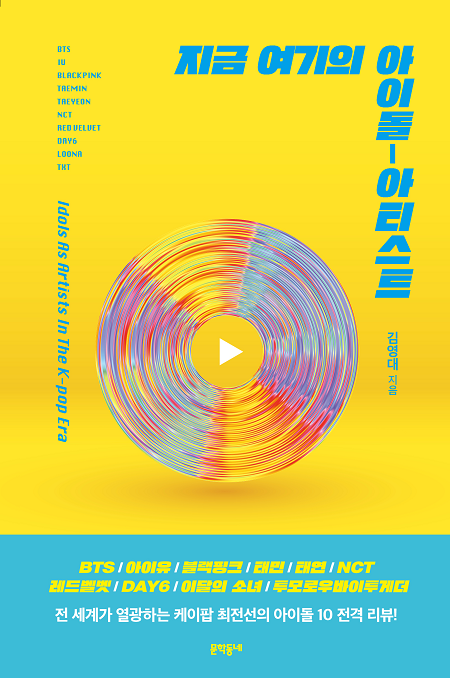 BTS
IU
BLACKPINK
TAEMIN
TAEYEON
NCT
RED VELVET
DAY6
LOONA
TXT
지금 여기의 아이돌-아티스트
Idols As Artists In The K-pop Era
김영대 지음
BTS / 아이유 / 블랙핑크 / 태민 / 태연 / NCT
레드벨벳 / DAY6 / 이달의 소녀 / 투모로우바이투게더
전 세계가 열광하는 케이팝 최전선의 아이돌 10 전격 리뷰!
문학동네